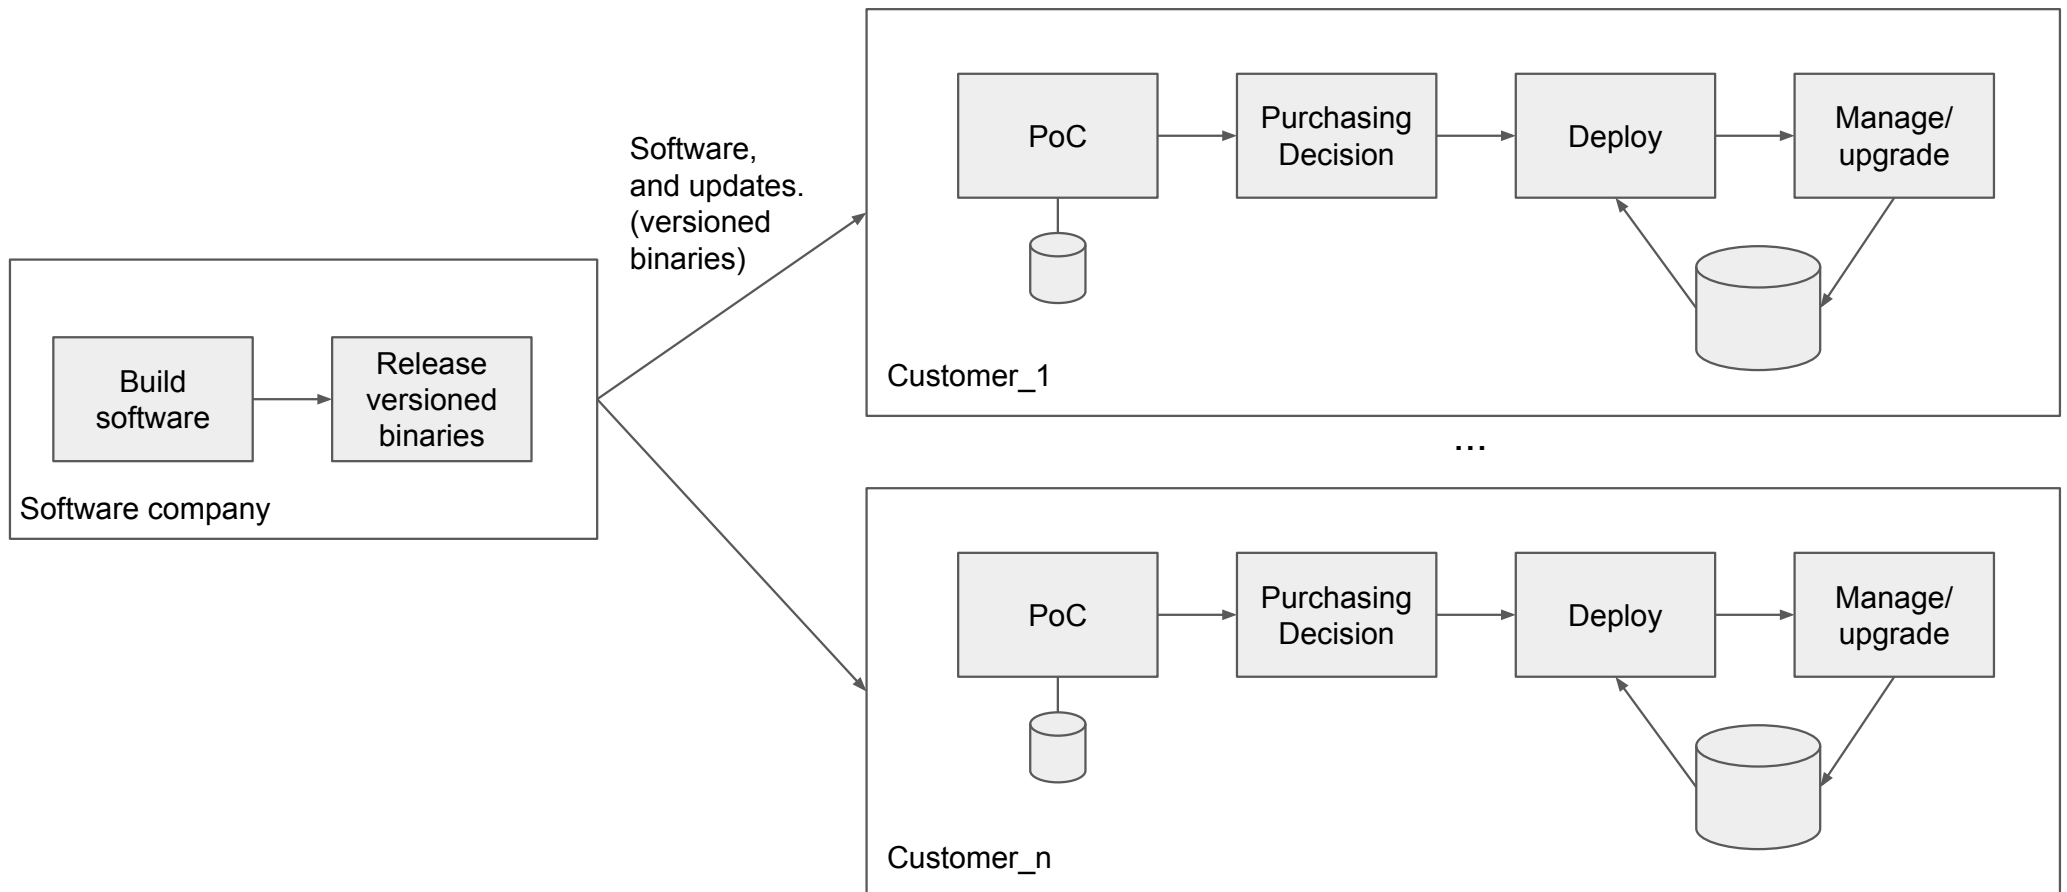 Software,
and updates.
(versioned
binaries)
Build
software
Release
versioned
binaries
Software company
PoC
Purchasing
Decision
Deploy
Manage/
upgrade
Customer_1
...
PoC
Purchasing
Decision
Deploy
Manage/
upgrade
Customer_n